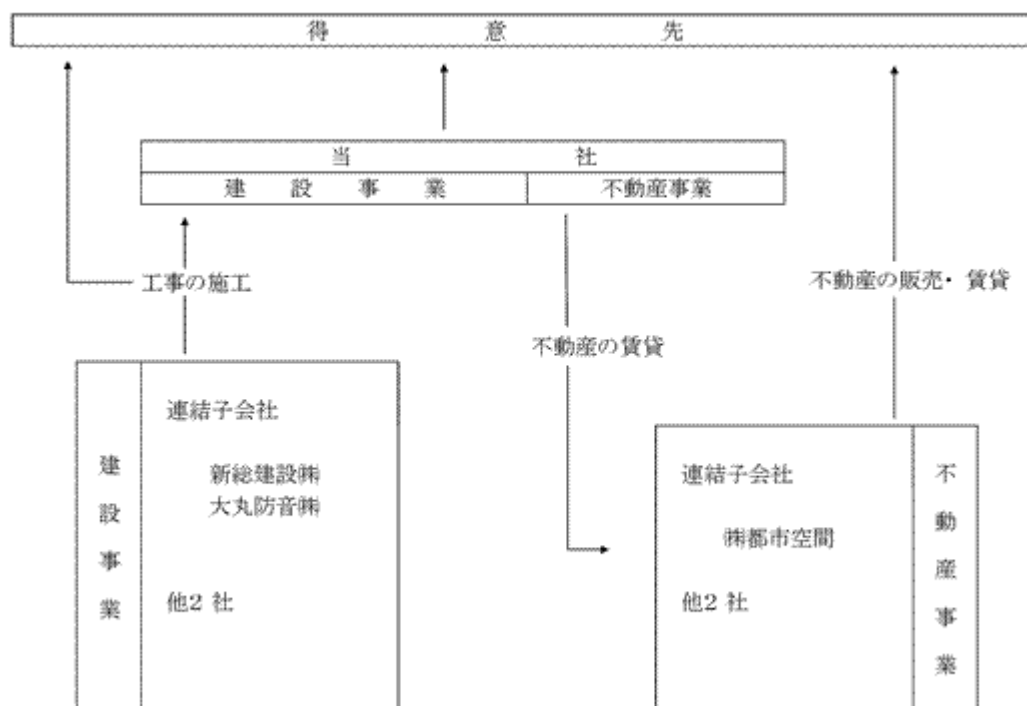 得意先
当社
建設事業
不動産事業
工事の施工
不動産の販売・賃貸
不動産の賃貸
建設事業
連結子会社
新総建設㈱
大丸防音㈱
他2 社
連結子会社
㈱都市空間
他2 社
不動産事業